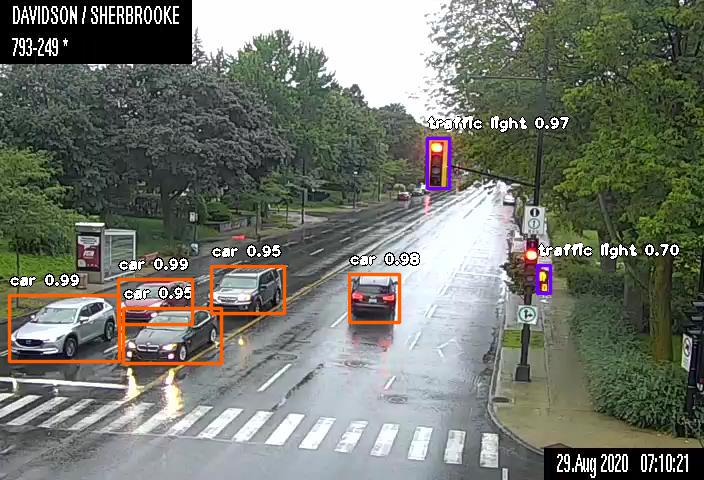 DAVIDSON / SHERBROOKE
793-249 *
traffic light 0.97
traffic light 0.70
car 0.95
car 0.98
car 0.99
car 0.99
car 0.95
29.Aug 2020 07:10:21